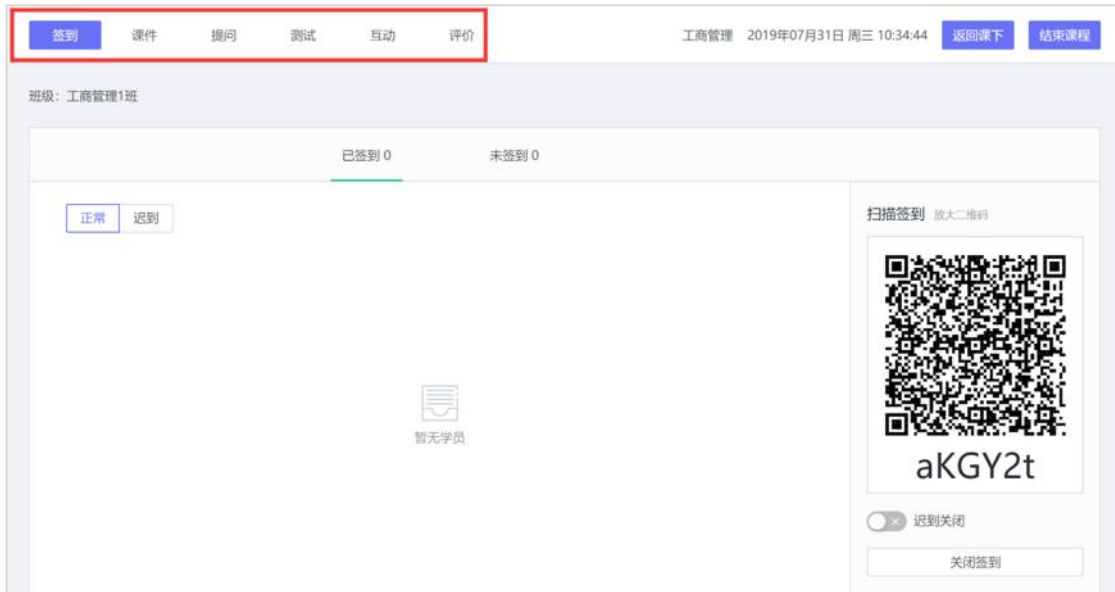 签到 课件 提问 测试 互动 评价 工商管理 2019年07月31日 周三 10:34:44 返回课下 结束课程
班级：工商管理1班
已签到 0 未签到 0
正常 迟到 扫描签到 放大二维码
暂无学员
aKGY2t
迟到关闭
关闭签到